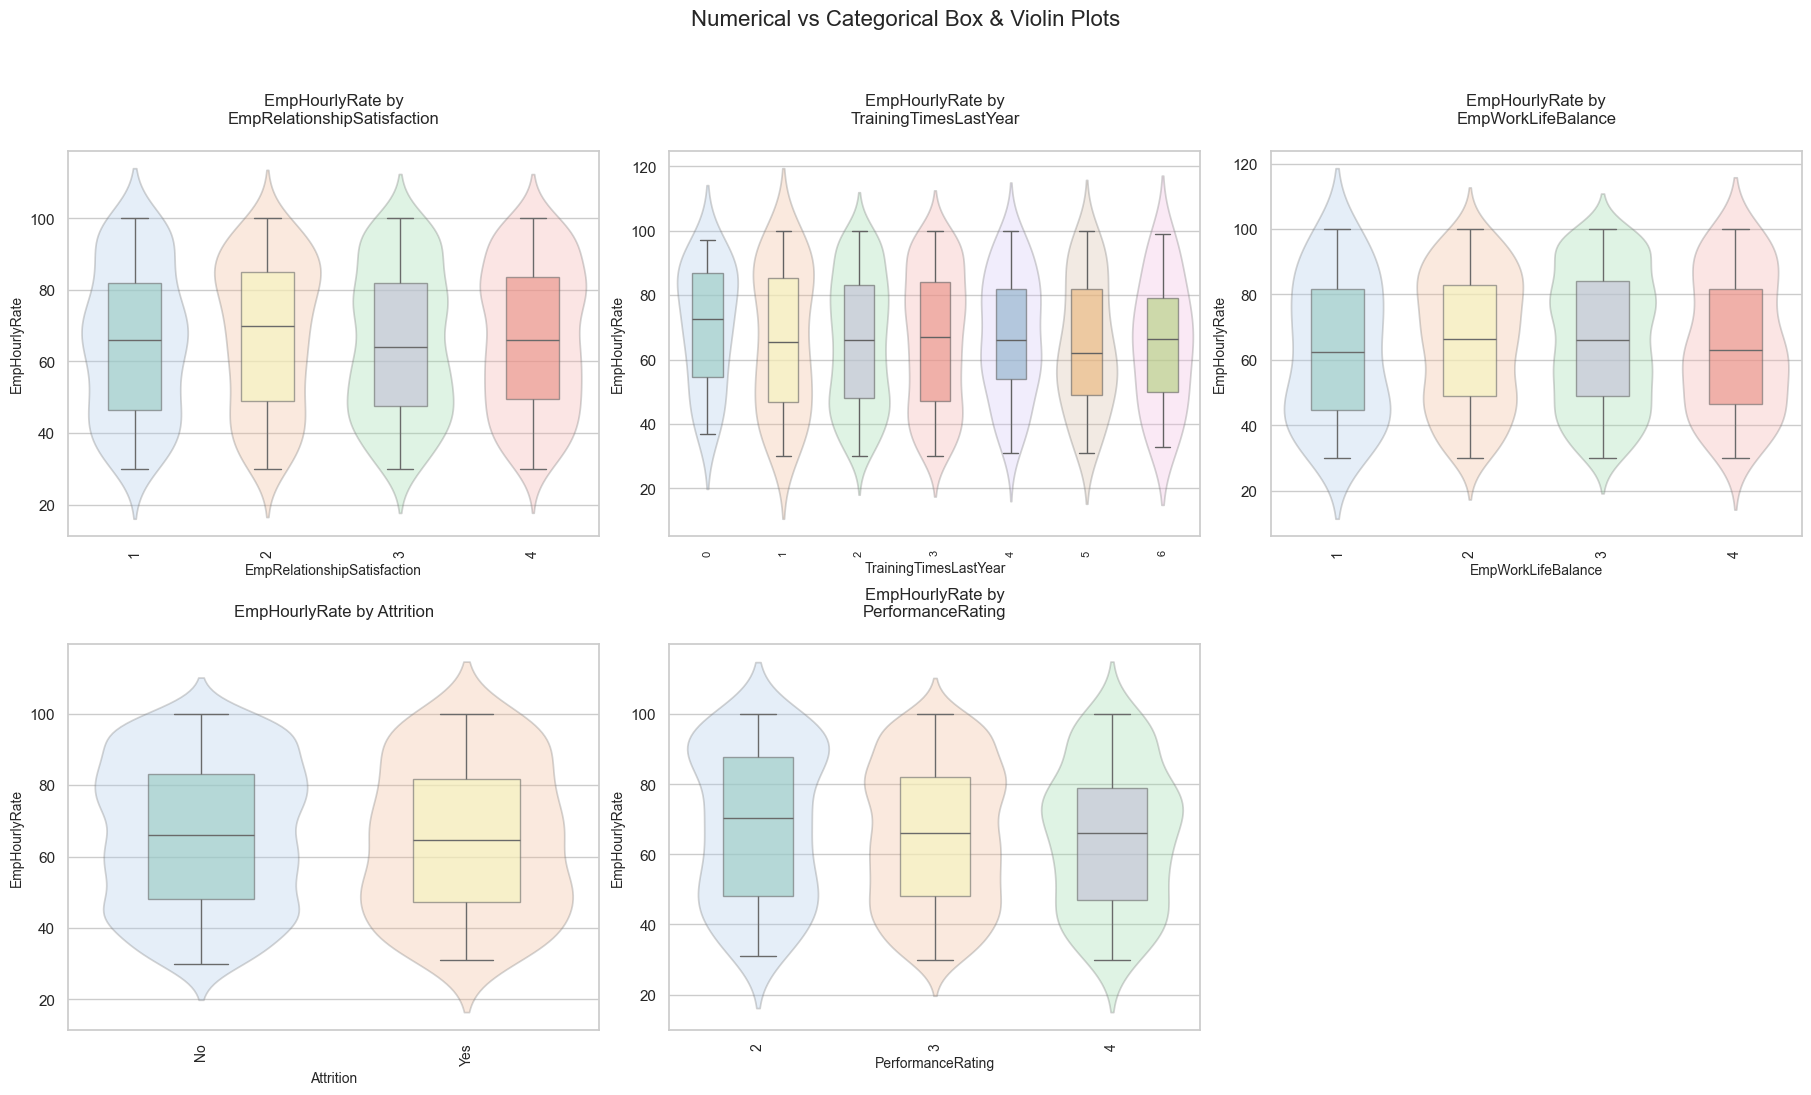 Numerical vs Categorical Box & Violin Plots
EmpHourlyRate by
EmpRelationshipSatisfaction
EmpHourlyRate
100
80
60
40
20
1
2
3
4
EmpRelationshipSatisfaction
EmpHourlyRate by
TrainingTimesLastYear
EmpHourlyRate
120
100
80
60
40
20
0
1
2
3
4
5
6
TrainingTimesLastYear
EmpHourlyRate by
EmpWorkLifeBalance
EmpHourlyRate
120
100
80
60
40
20
1
2
3
4
EmpWorkLifeBalance
EmpHourlyRate by Attrition
EmpHourlyRate
100
80
60
40
20
No
Yes
Attrition
EmpHourlyRate by
PerformanceRating
EmpHourlyRate
100
80
60
40
20
2
3
4
PerformanceRating